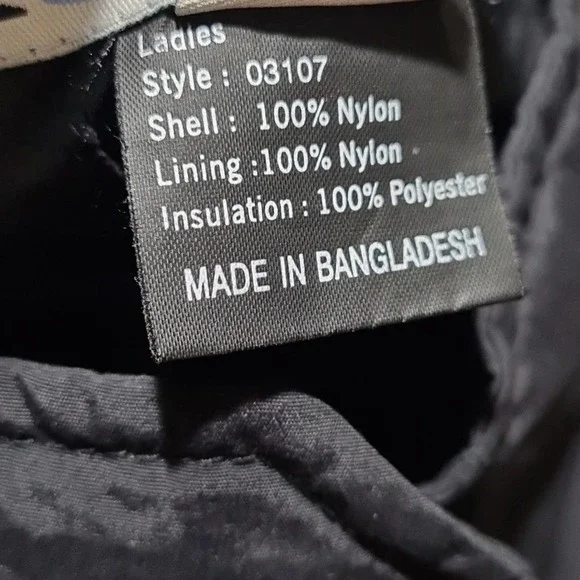 Ladies
Style : 03107
Shell : 100% Nylon
Lining :100% Nylon
Insulation : 100% Polyester
MADE IN BANGLADESH